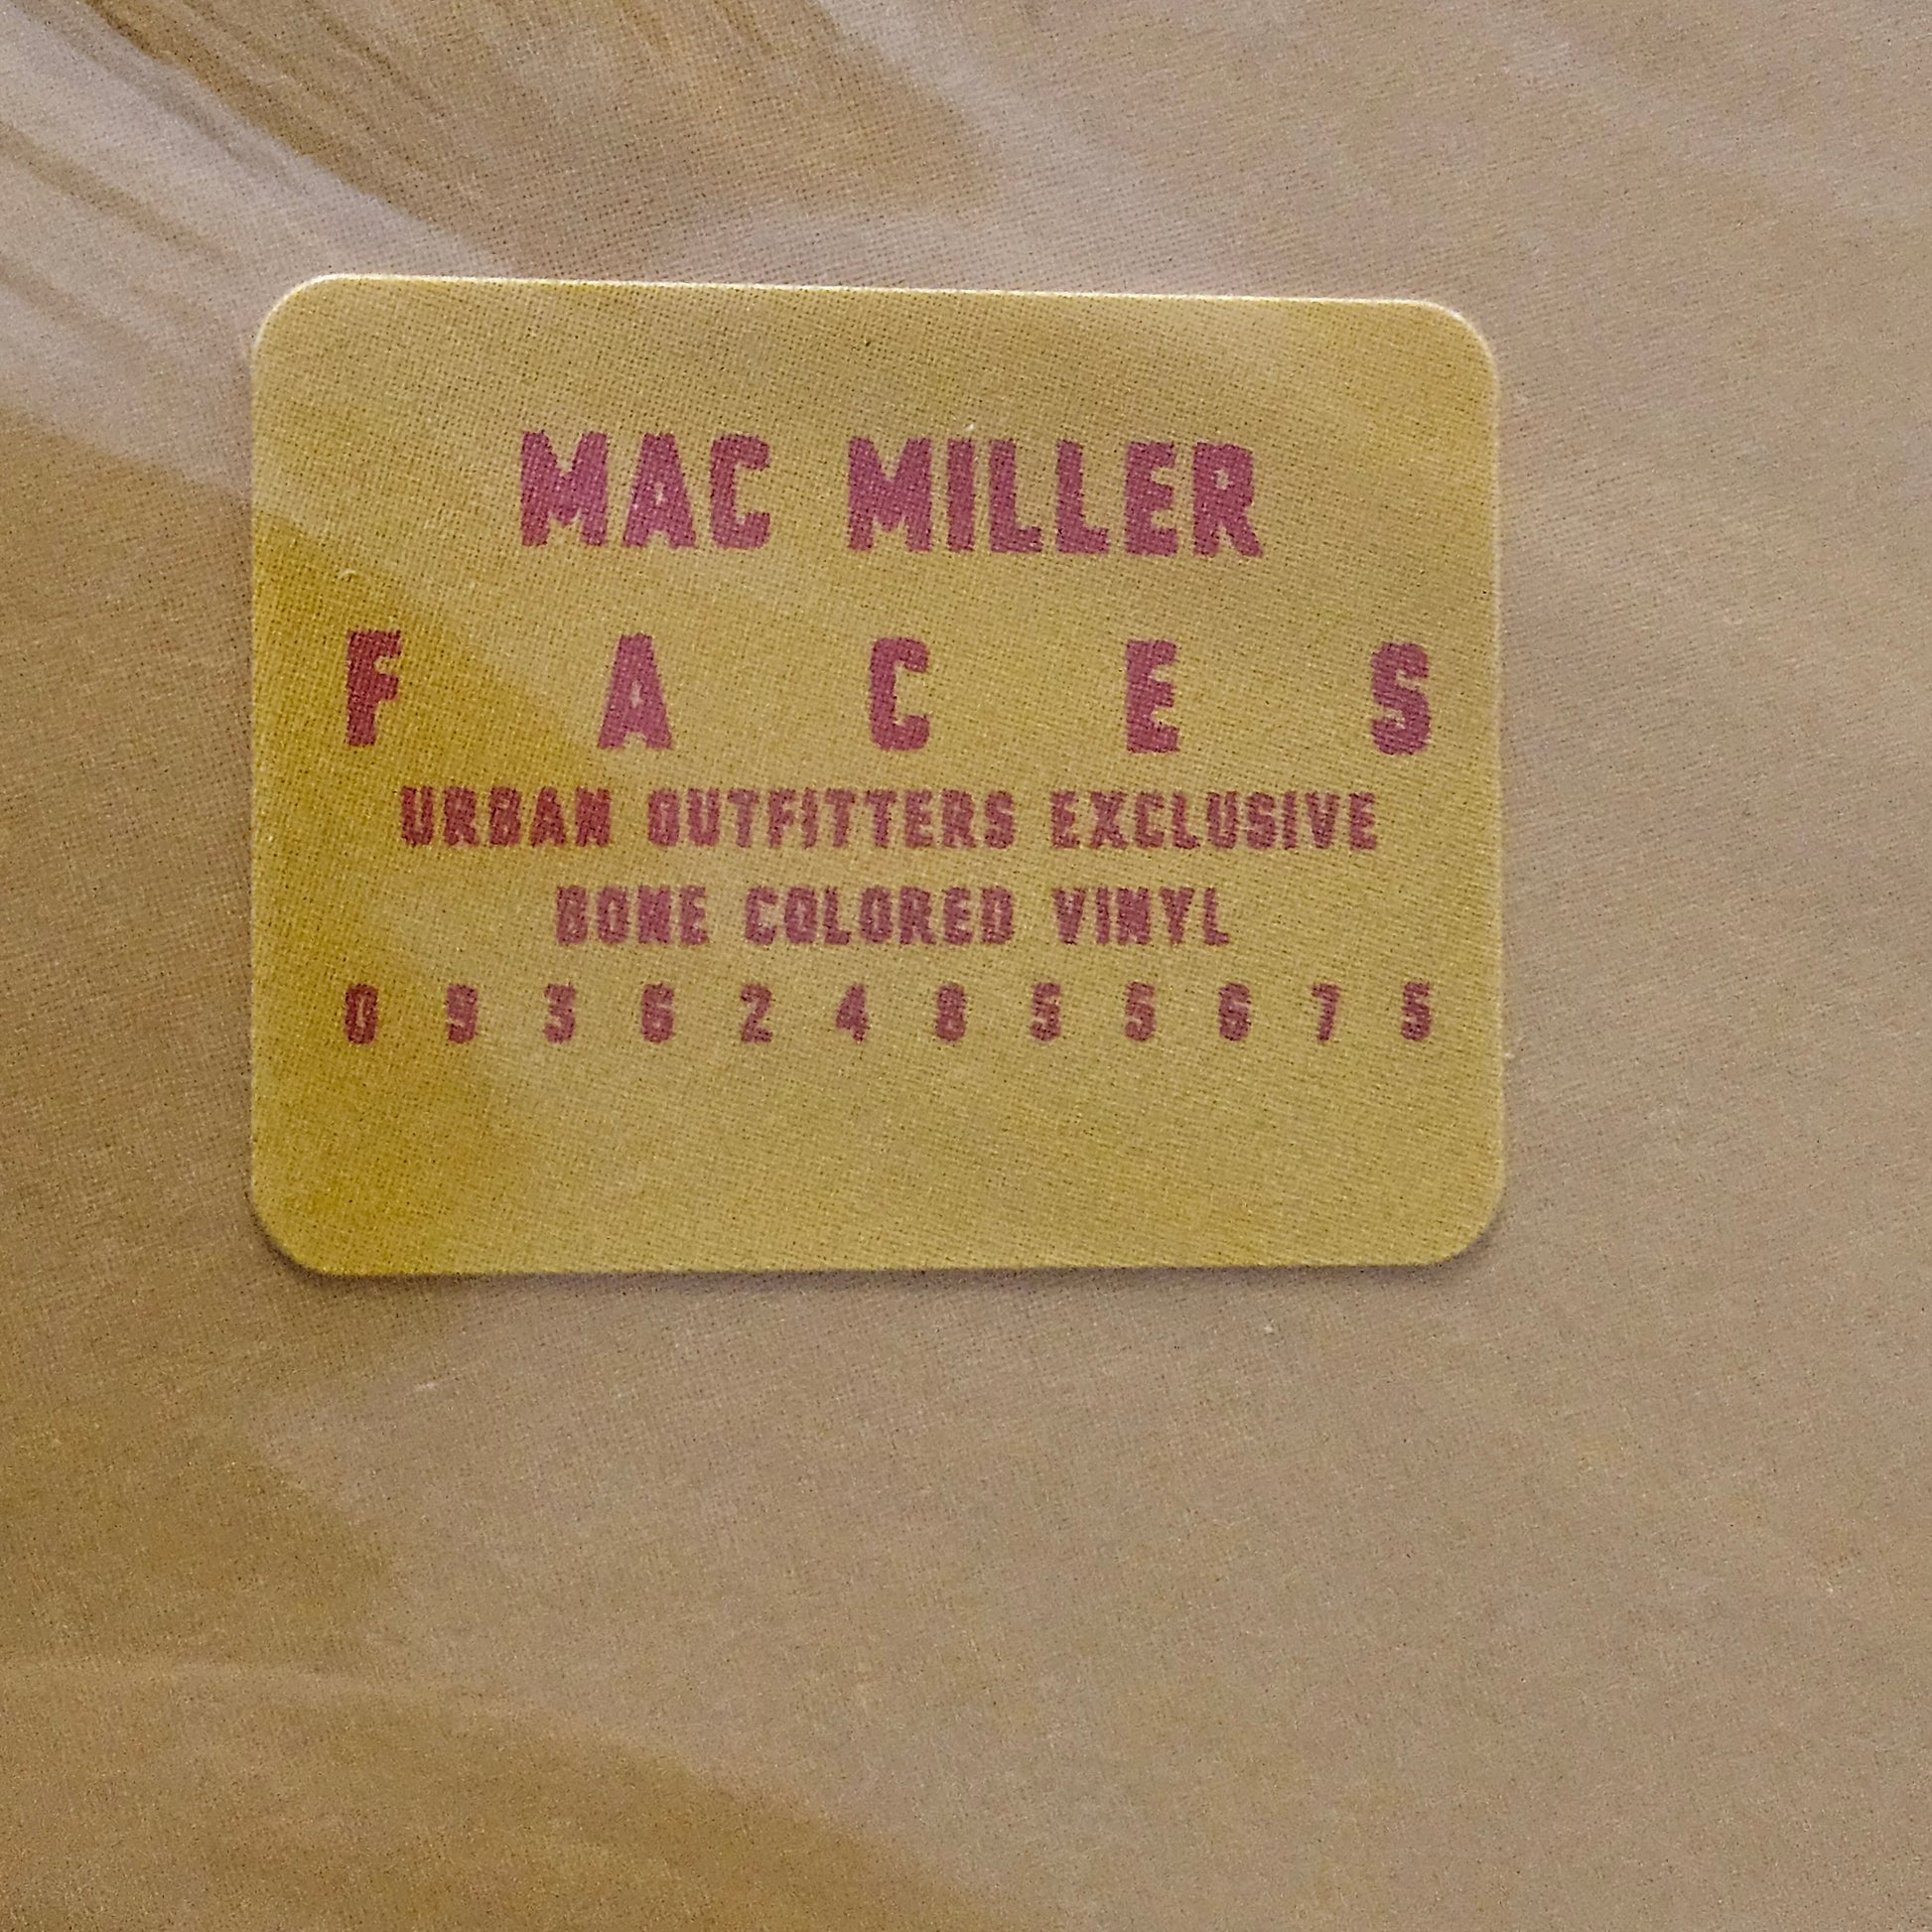 MAC MILLER
F A C E S
URBAN OUTFITTERS EXCLUSIVE
BONE COLORED VINYL
0 9 3 6 2 4 8 5 5 6 7 5